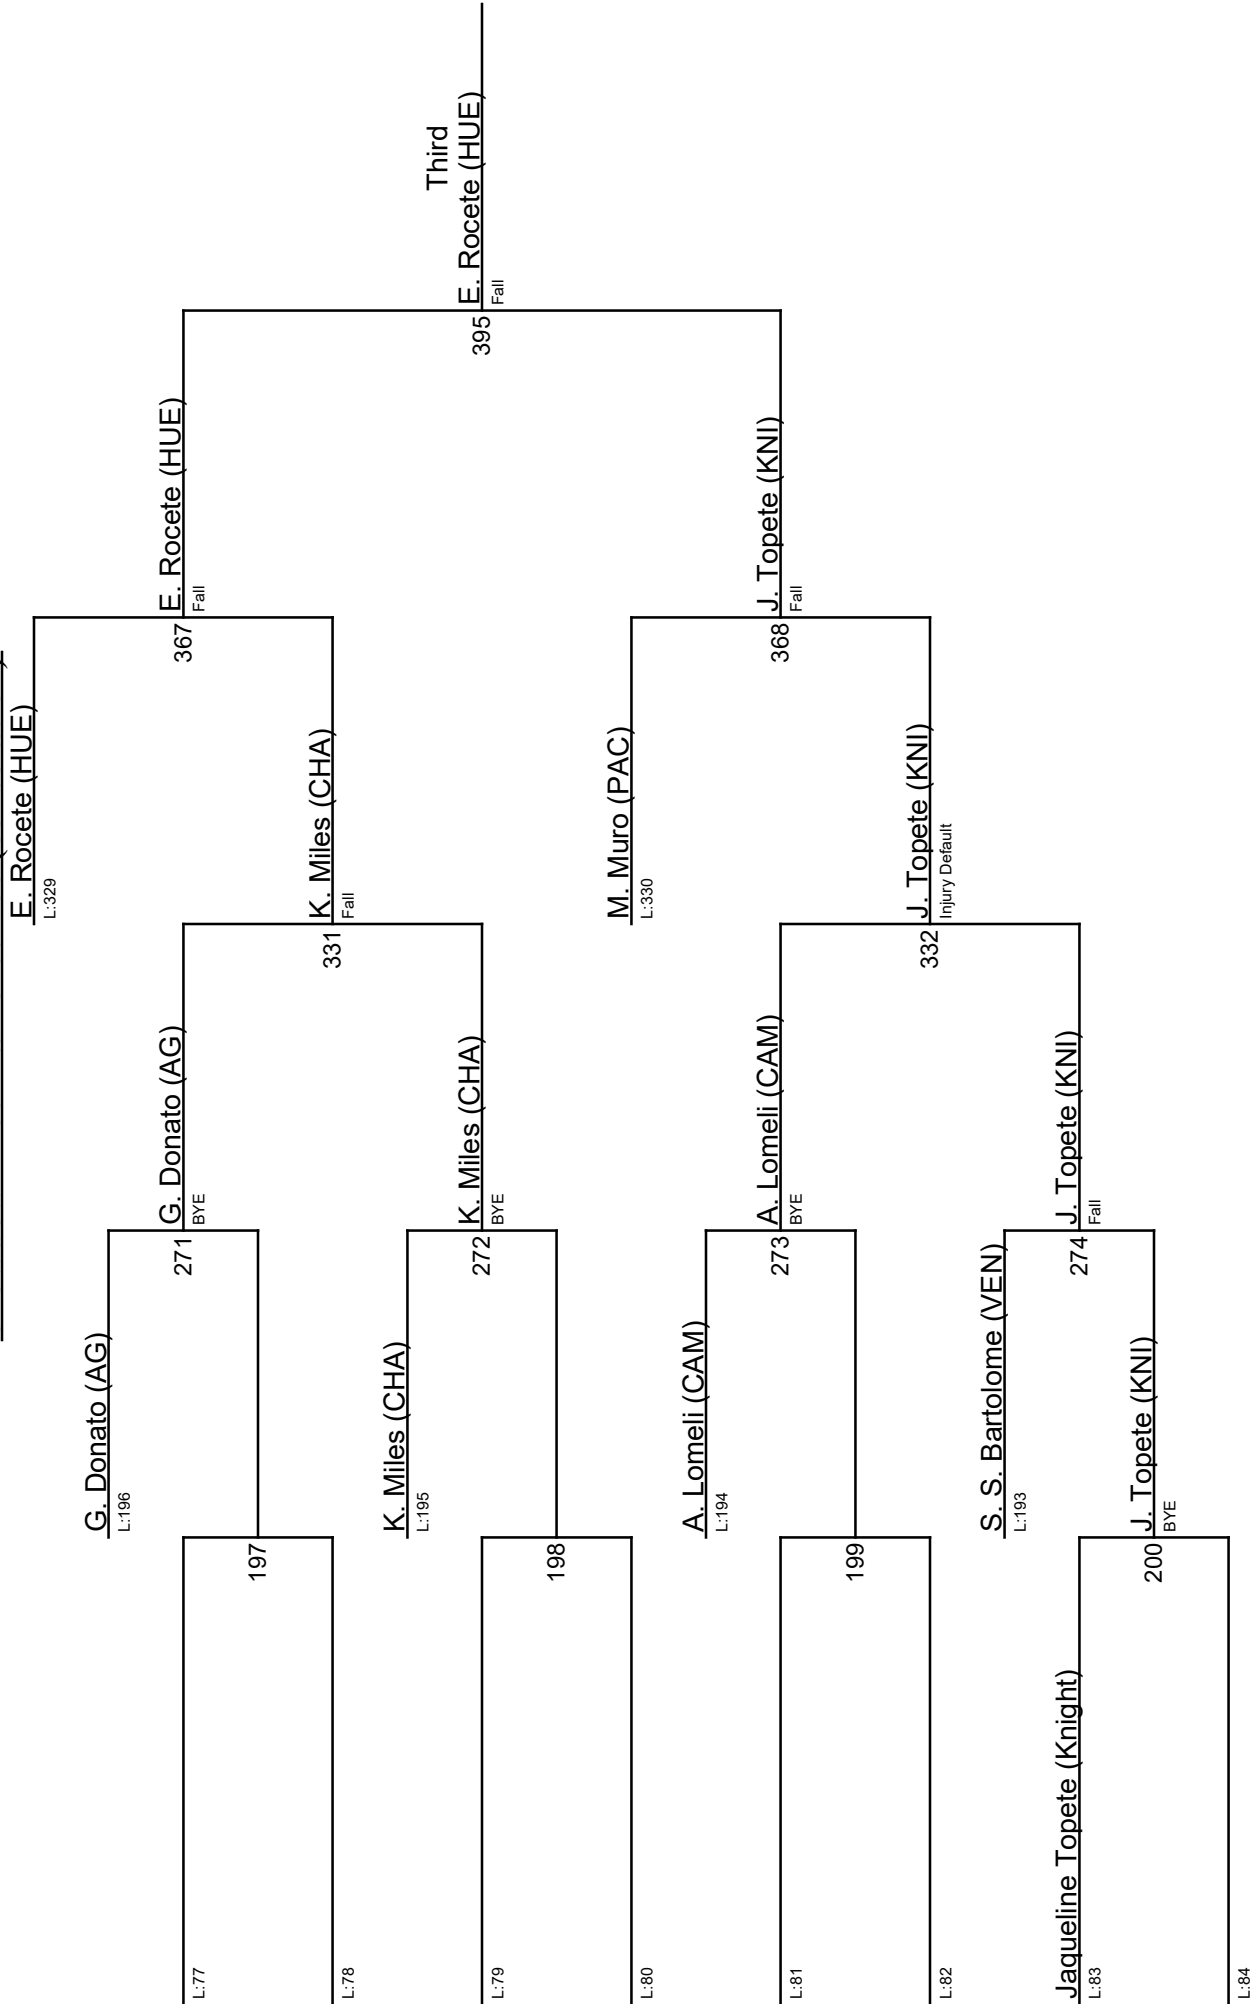 L:77
L:78
L:79
L:80
L:81
L:82
Jaqueline Topete (Knight)
L:83
L:84
G. Donato (AG)
L:196
197
K. Miles (CHA)
L:195
198
A. Lomeli (CAM)
L:194
199
S. S. Bartolome (VEN)
L:193
J. Topete (KNI)
BYE
200
G. Donato (AG)
BYE
271
K. Miles (CHA)
BYE
272
A. Lomeli (CAM)
BYE
273
J. Topete (KNI)
Fall
274
E. Rocete (HUE)
L:329
K. Miles (CHA)
Fall
331
M. Muro (PAC)
L:330
J. Topete (KNI)
Injury Default
332
E. Rocete (HUE)
Fall
367
J. Topete (KNI)
Fall
368
Third
E. Rocete (HUE)
Fall
395